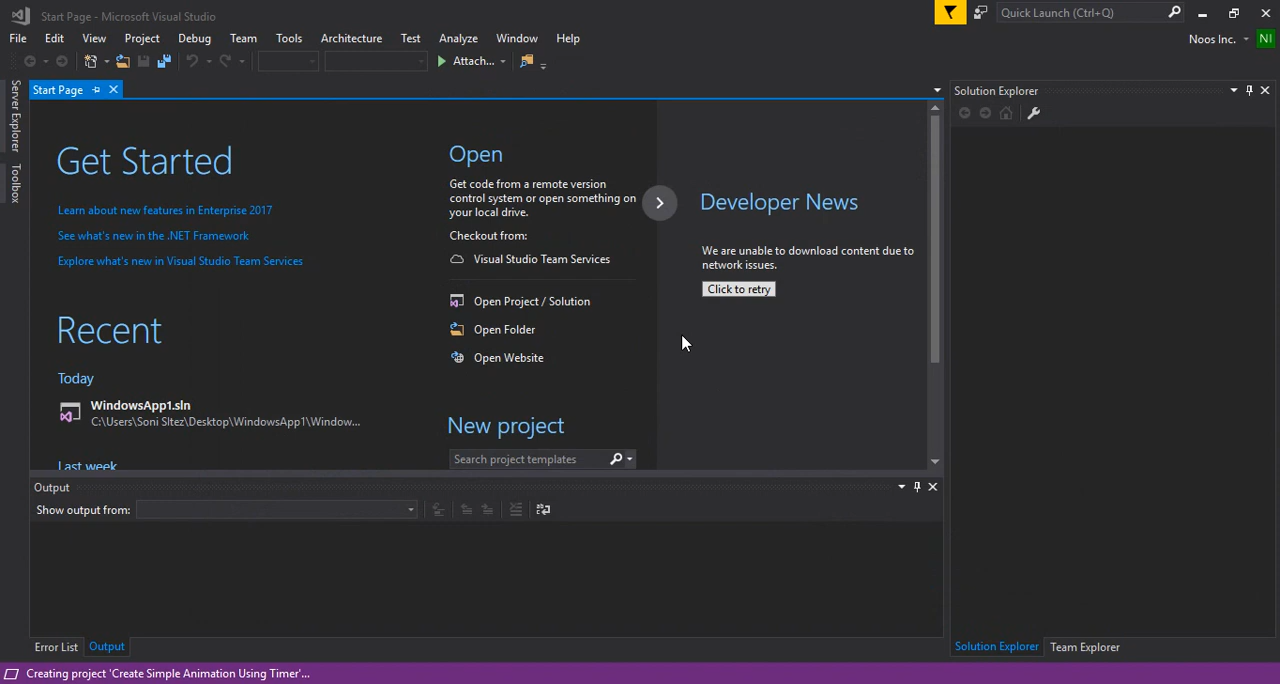 Start Page - Microsoft Visual Studio
Quick Launch (Ctrl+Q)
File Edit View Project Debug Team Tools Architecture Test Analyze Window Help
Noos Inc. NI
Attach...
Server Explorer
Toolbox
Start Page
Get Started
Learn about new features in Enterprise 2017
See what's new in the .NET Framework
Explore what's new in Visual Studio Team Services
Recent
Today
WindowsApp1.sln
C:\Users\Soni Sltez\Desktop\WindowsApp1\Window...
Last week
Open
Get code from a remote version
control system or open something on
your local drive.
Checkout from:
Visual Studio Team Services
Open Project / Solution
Open Folder
Open Website
New project
Search project templates
Developer News
We are unable to download content due to
network issues.
Click to retry
Solution Explorer
Output
Show output from:
Error List Output
Solution Explorer Team Explorer
Creating project 'Create Simple Animation Using Timer'...